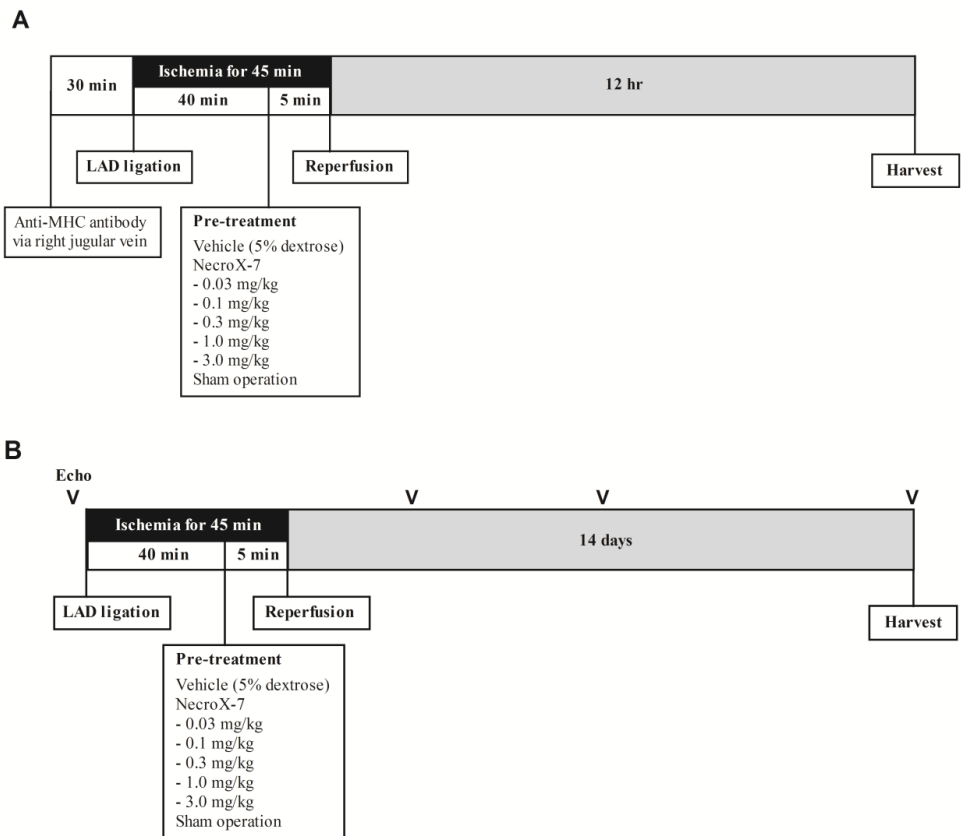 A
Ischemia for 45 min
30 min
40 min
5 min
12 hr
LAD ligation
Reperfusion
Harvest
Anti-MHC antibody
via right jugular vein
Pre-treatment
Vehicle (5% dextrose)
NecroX-7
- 0.03 mg/kg
- 0.1 mg/kg
- 0.3 mg/kg
- 1.0 mg/kg
- 3.0 mg/kg
Sham operation
B
Echo
V V V V
Ischemia for 45 min
40 min
5 min
14 days
LAD ligation
Reperfusion
Harvest
Pre-treatment
Vehicle (5% dextrose)
NecroX-7
- 0.03 mg/kg
- 0.1 mg/kg
- 0.3 mg/kg
- 1.0 mg/kg
- 3.0 mg/kg
Sham operation